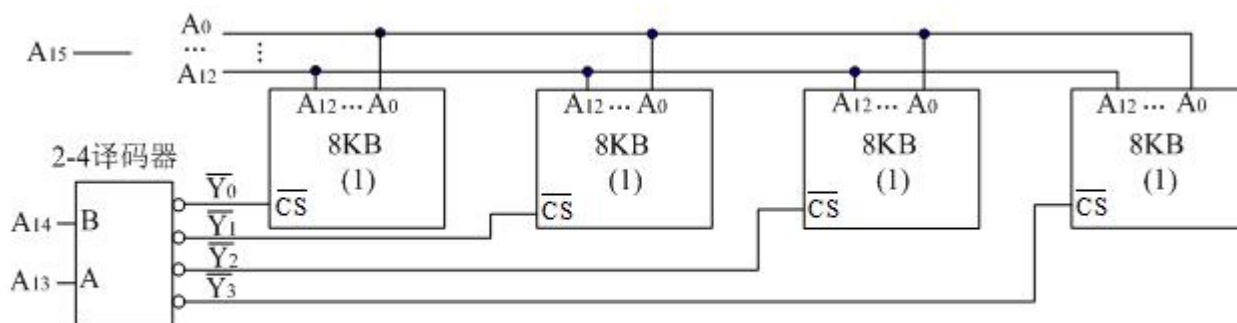 A0
A15 ... ⋮
A12
A12 ... A0 A12 ... A0 A12 ... A0 A12 ... A0
8KB 8KB 8KB 8KB
2-4译码器
(1) (1) (1) (1)
Y0
CS CS CS CS
A14 B Y1
Y2
A13 A Y3